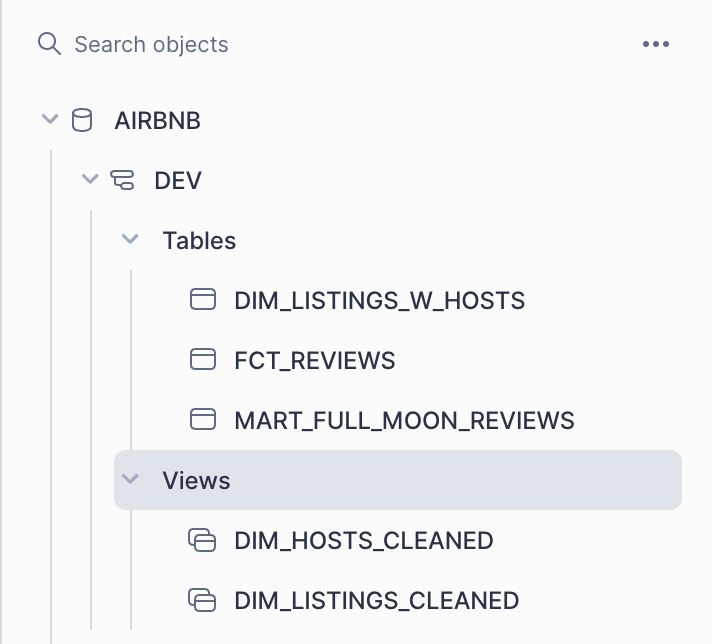 Search objects
AIRBNB
DEV
Tables
DIM_LISTINGS_W_HOSTS
FCT_REVIEWS
MART_FULL_MOON_REVIEWS
Views
DIM_HOSTS_CLEANED
DIM_LISTINGS_CLEANED